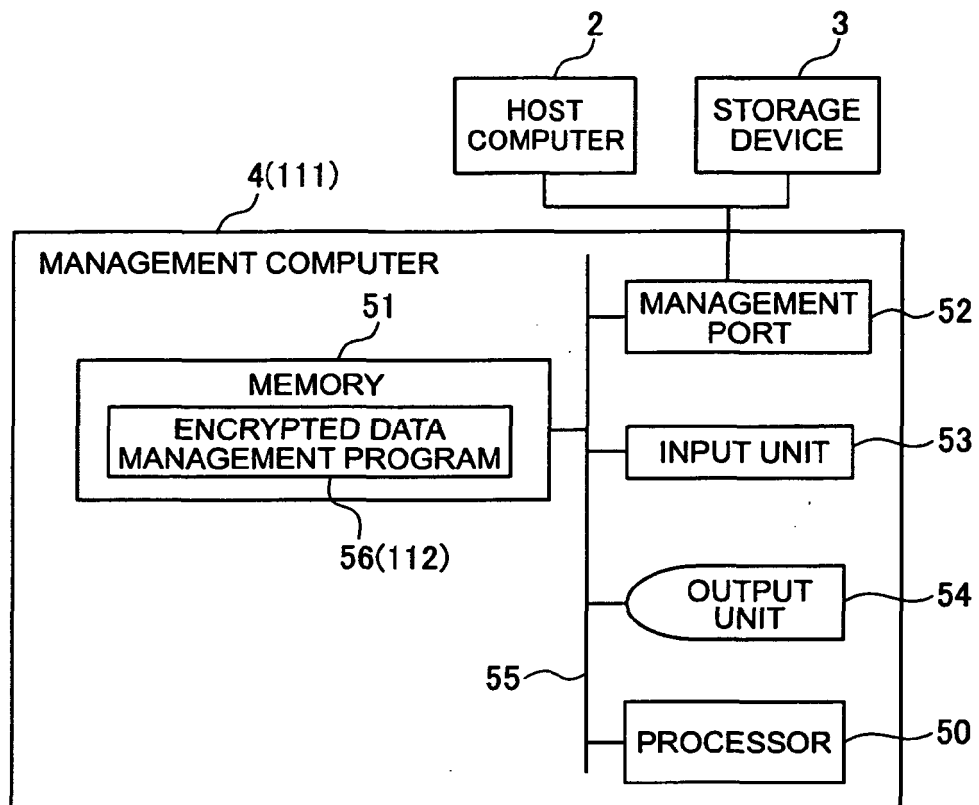 2
3
HOST
COMPUTER
STORAGE
DEVICE
4(111)
MANAGEMENT COMPUTER
51
MEMORY
ENCRYPTED DATA
MANAGEMENT PROGRAM
56(112)
MANAGEMENT
PORT
52
INPUT UNIT
53
OUTPUT
UNIT
54
55
PROCESSOR
50